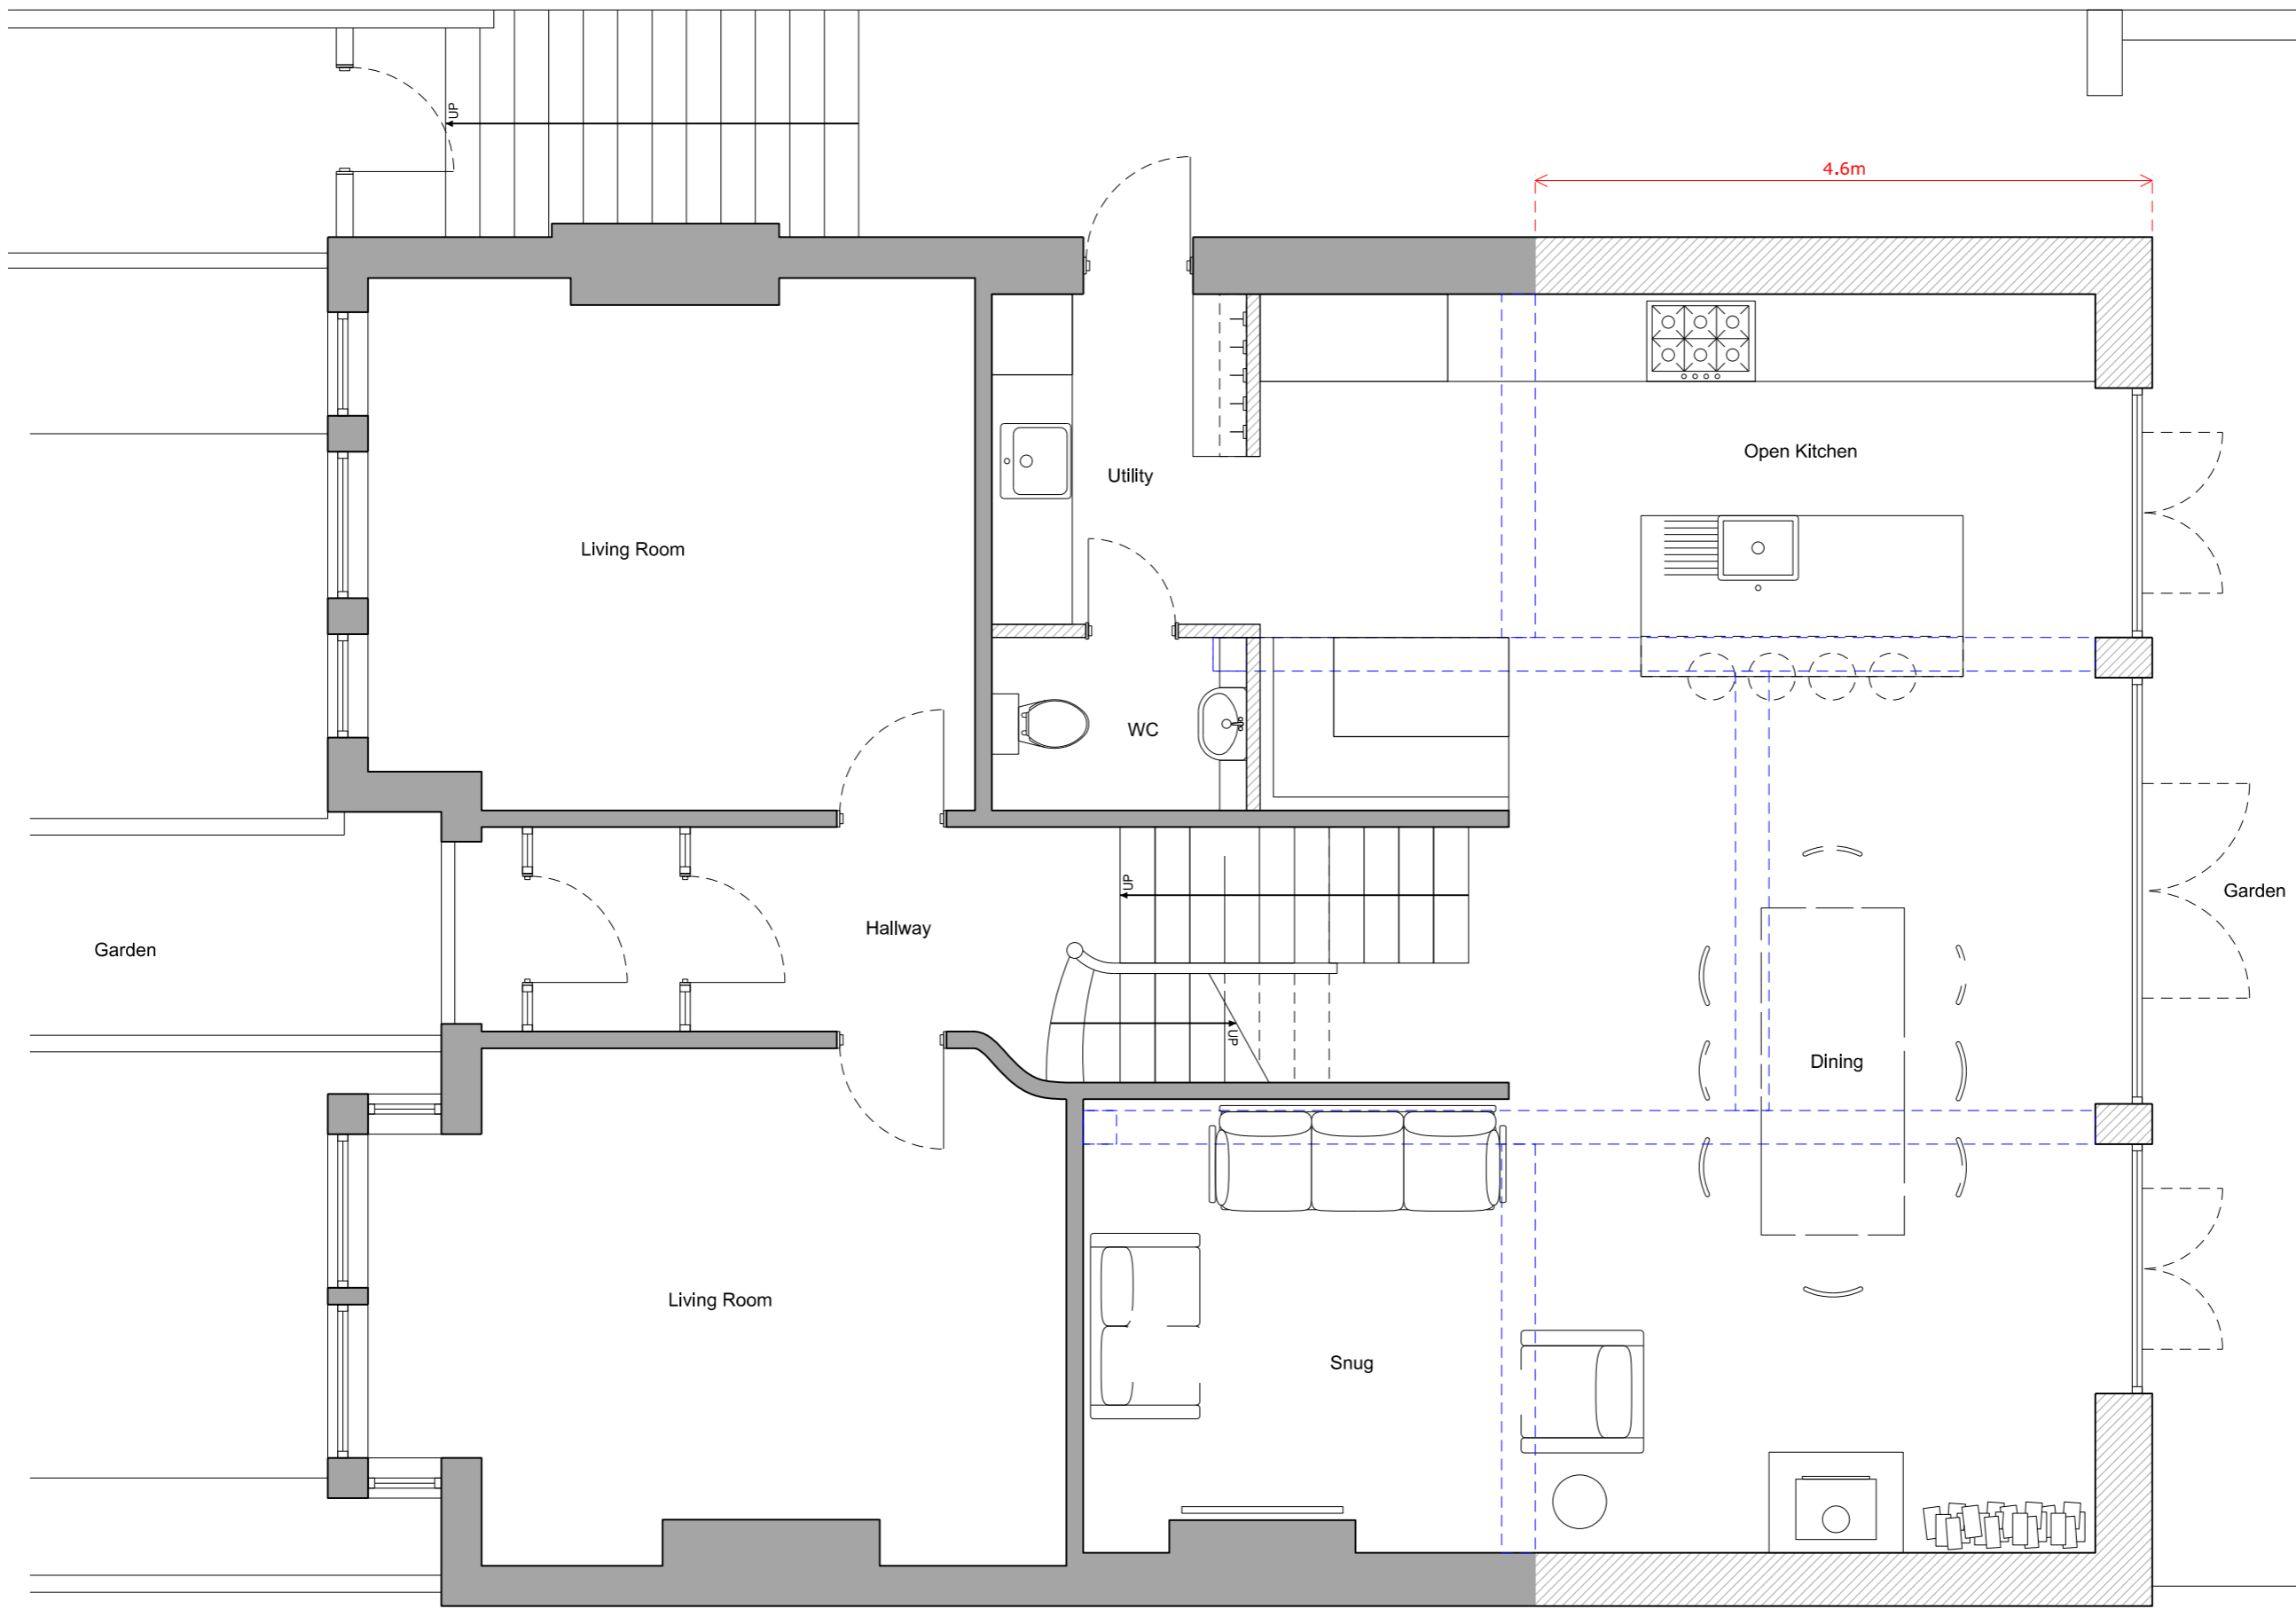 UP
4.6m
Open Kitchen
Utility
Living Room
WC
UP
Garden
Hallway
Garden
UP
Dining
Living Room
Snug